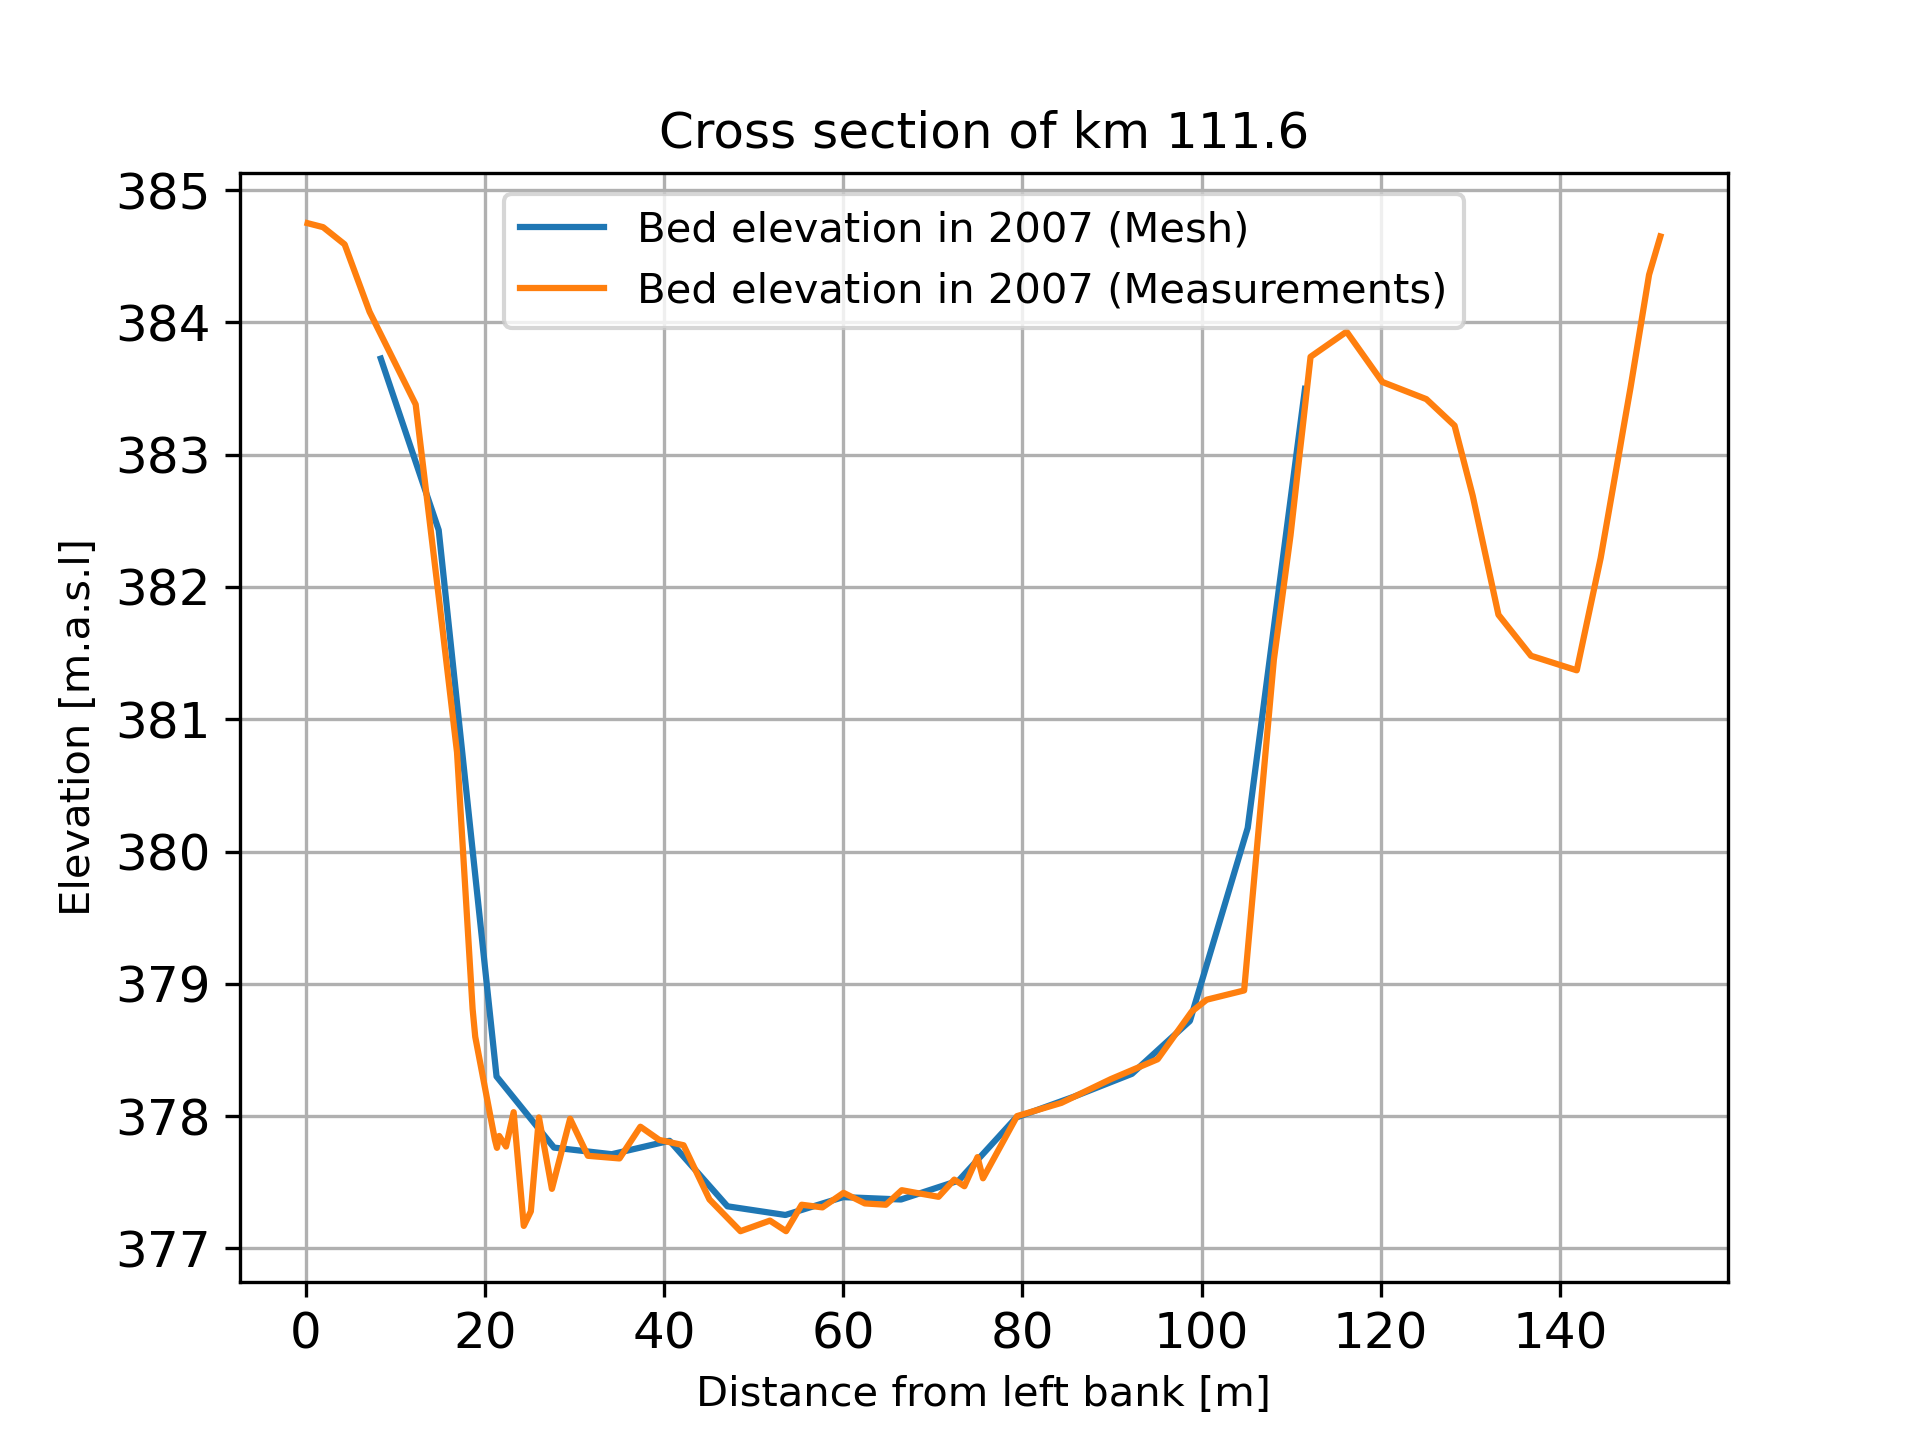 Cross section of km 111.6
Bed elevation in 2007 (Mesh)
Bed elevation in 2007 (Measurements)
Elevation [m.a.s.l]
385
384
383
382
381
380
379
378
377
0 20 40 60 80 100 120 140
Distance from left bank [m]